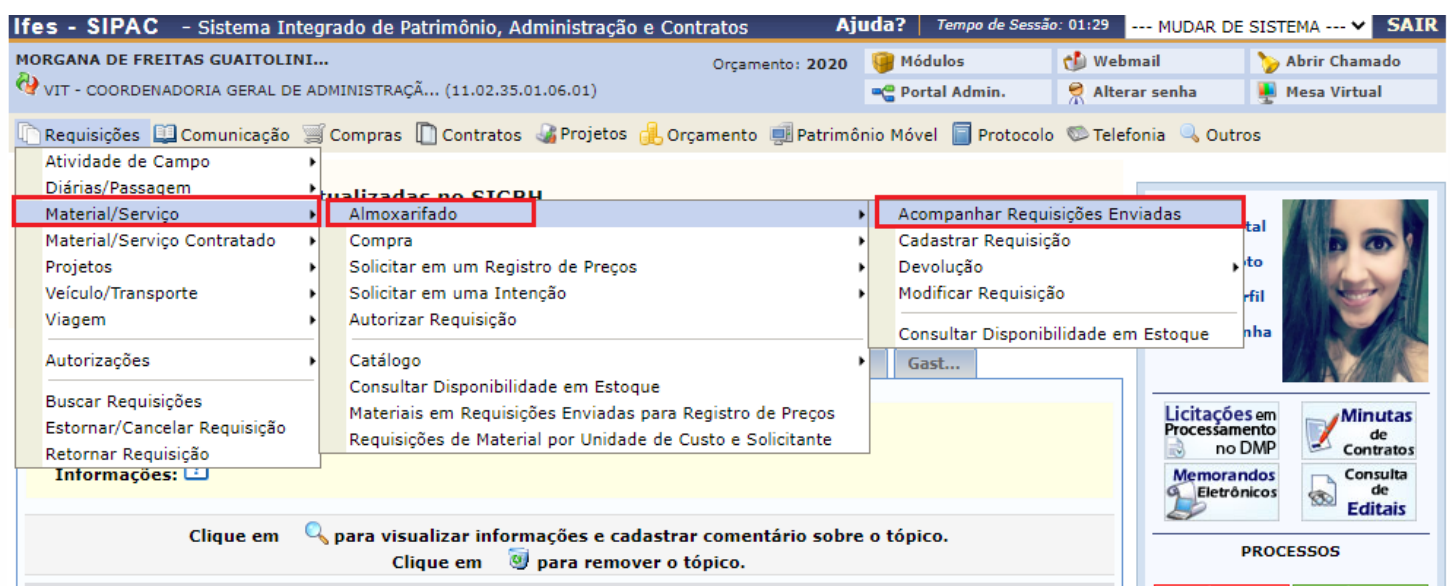 Ifes - SIPAC - Sistema Integrado de Patrimônio, Administração e Contratos Ajuda? Tempo de Sessão: 01:29 --- MUDAR DE SISTEMA --- SAIR
MORGANA DE FREITAS GUAITOLINI... Orçamento: 2020 Módulos Webmail Abrir Chamado
VIT - COORDENADORIA GERAL DE ADMINISTRAÇÃ... (11.02.35.01.06.01) Portal Admin. Alterar senha Mesa Virtual
Requisições Comunicação Compras Contratos Projetos Orçamento Patrimônio Móvel Protocolo Telefonia Outros
Atividade de Campo
Diárias/Passagem
tualizadas no SIGRH
Material/Serviço
Material/Serviço Contratado
Projetos
Veículo/Transporte
Viagem
Autorizações
Buscar Requisições
Estornar/Cancelar Requisição
Retornar Requisição
Almoxarifado
Compra
Solicitar em um Registro de Preços
Solicitar em uma Intenção
Autorizar Requisição
Catálogo
Consultar Disponibilidade em Estoque
Materiais em Requisições Enviadas para Registro de Preços
Requisições de Material por Unidade de Custo e Solicitante
Acompanhar Requisições Enviadas
Cadastrar Requisição
Devolução
Modificar Requisição
Consultar Disponibilidade em Estoque
tal
to
rfil
nha
Gast...
Informações:
Clique em para visualizar informações e cadastrar comentário sobre o tópico.
Clique em para remover o tópico.
Licitações em
Processamento
no DMP
Minutas
de
Contratos
Memorandos
Eletrônicos
Consulta
de
Editais
PROCESSOS